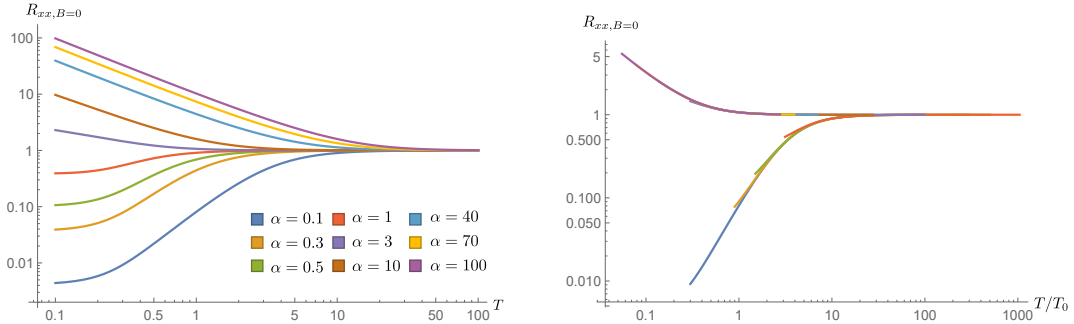 R_{xx,B=0}
100
10
1
0.10
0.01
0.1 0.5 1 5 10 50 100 T
α = 0.1 α = 1 α = 40
α = 0.3 α = 3 α = 70
α = 0.5 α = 10 α = 100
R_{xx,B=0}
5
1
0.500
0.100
0.050
0.010
0.1 1 10 100 1000 T/T_0